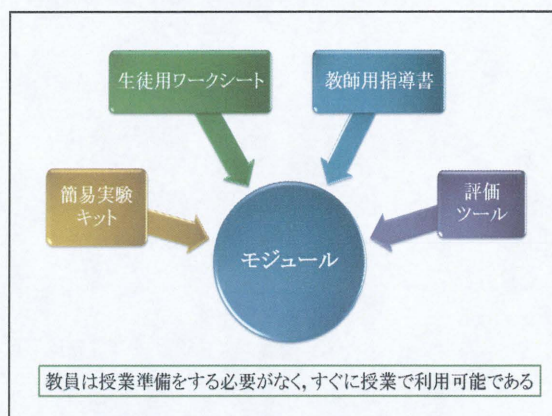 生徒用ワークシート
教師用指導書
簡易実験
キット
評価
ツール
モジュール
教員は授業準備をする必要がなく，すぐに授業で利用可能である